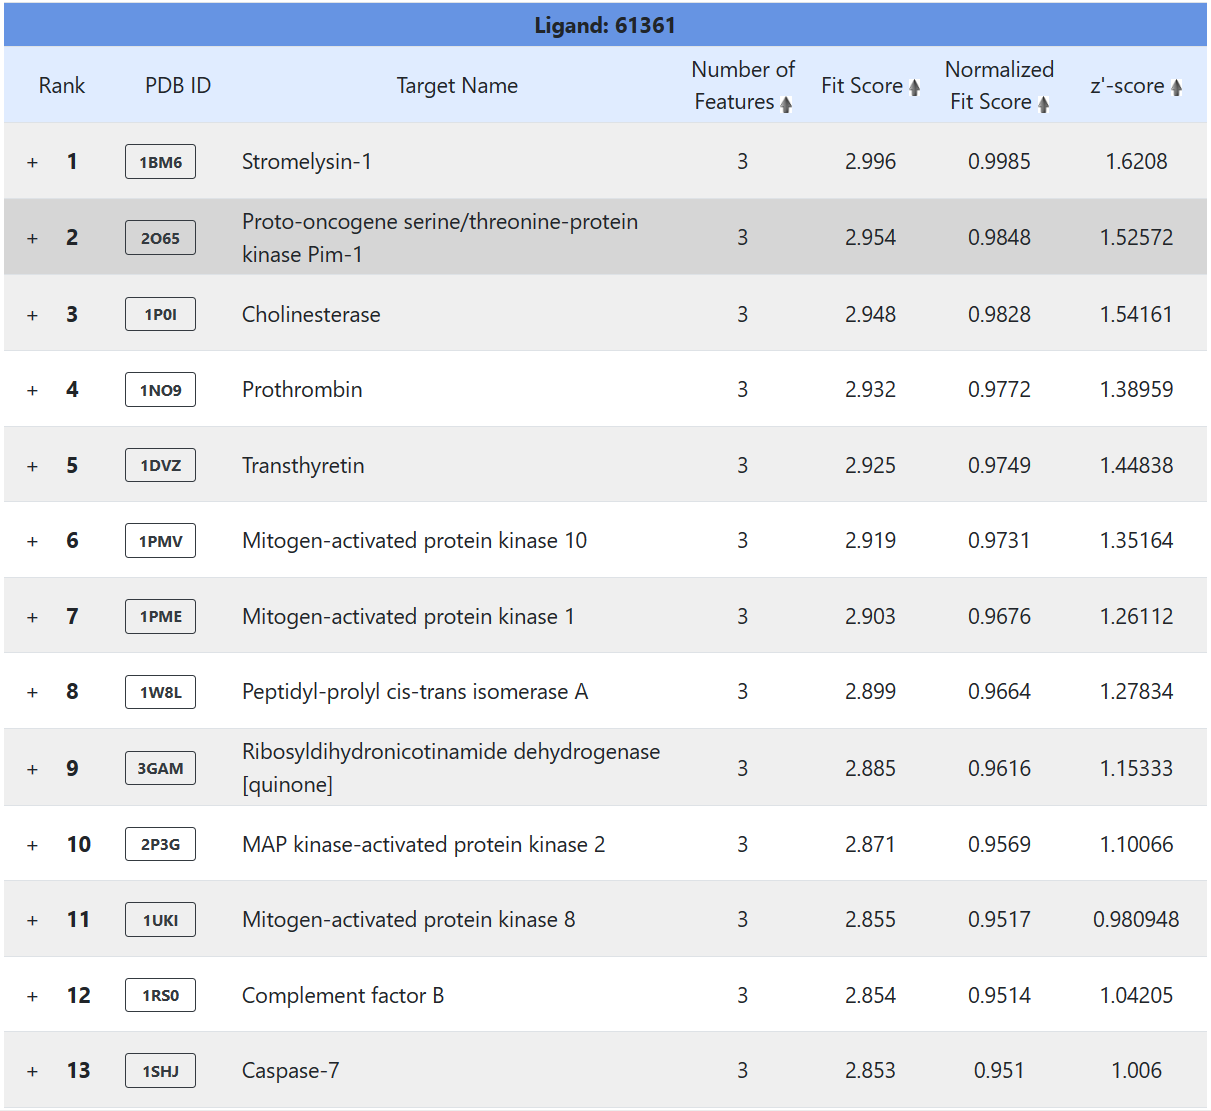 Ligand: 61361
Rank PDB ID Target Name Number of Features Fit Score Normalized Fit Score z'-score
+ 1 1BM6 Stromelysin-1 3 2.996 0.9985 1.6208
+ 2 2O65 Proto-oncogene serine/threonine-protein kinase Pim-1 3 2.954 0.9848 1.52572
+ 3 1P0I Cholinesterase 3 2.948 0.9828 1.54161
+ 4 1NO9 Prothrombin 3 2.932 0.9772 1.38959
+ 5 1DVZ Transthyretin 3 2.925 0.9749 1.44838
+ 6 1PMV Mitogen-activated protein kinase 10 3 2.919 0.9731 1.35164
+ 7 1PME Mitogen-activated protein kinase 1 3 2.903 0.9676 1.26112
+ 8 1W8L Peptidyl-prolyl cis-trans isomerase A 3 2.899 0.9664 1.27834
+ 9 3GAM Ribosyldihydronicotinamide dehydrogenase [quinone] 3 2.885 0.9616 1.15333
+ 10 2P3G MAP kinase-activated protein kinase 2 3 2.871 0.9569 1.10066
+ 11 1UKI Mitogen-activated protein kinase 8 3 2.855 0.9517 0.980948
+ 12 1RS0 Complement factor B 3 2.854 0.9514 1.04205
+ 13 1SHJ Caspase-7 3 2.853 0.951 1.006